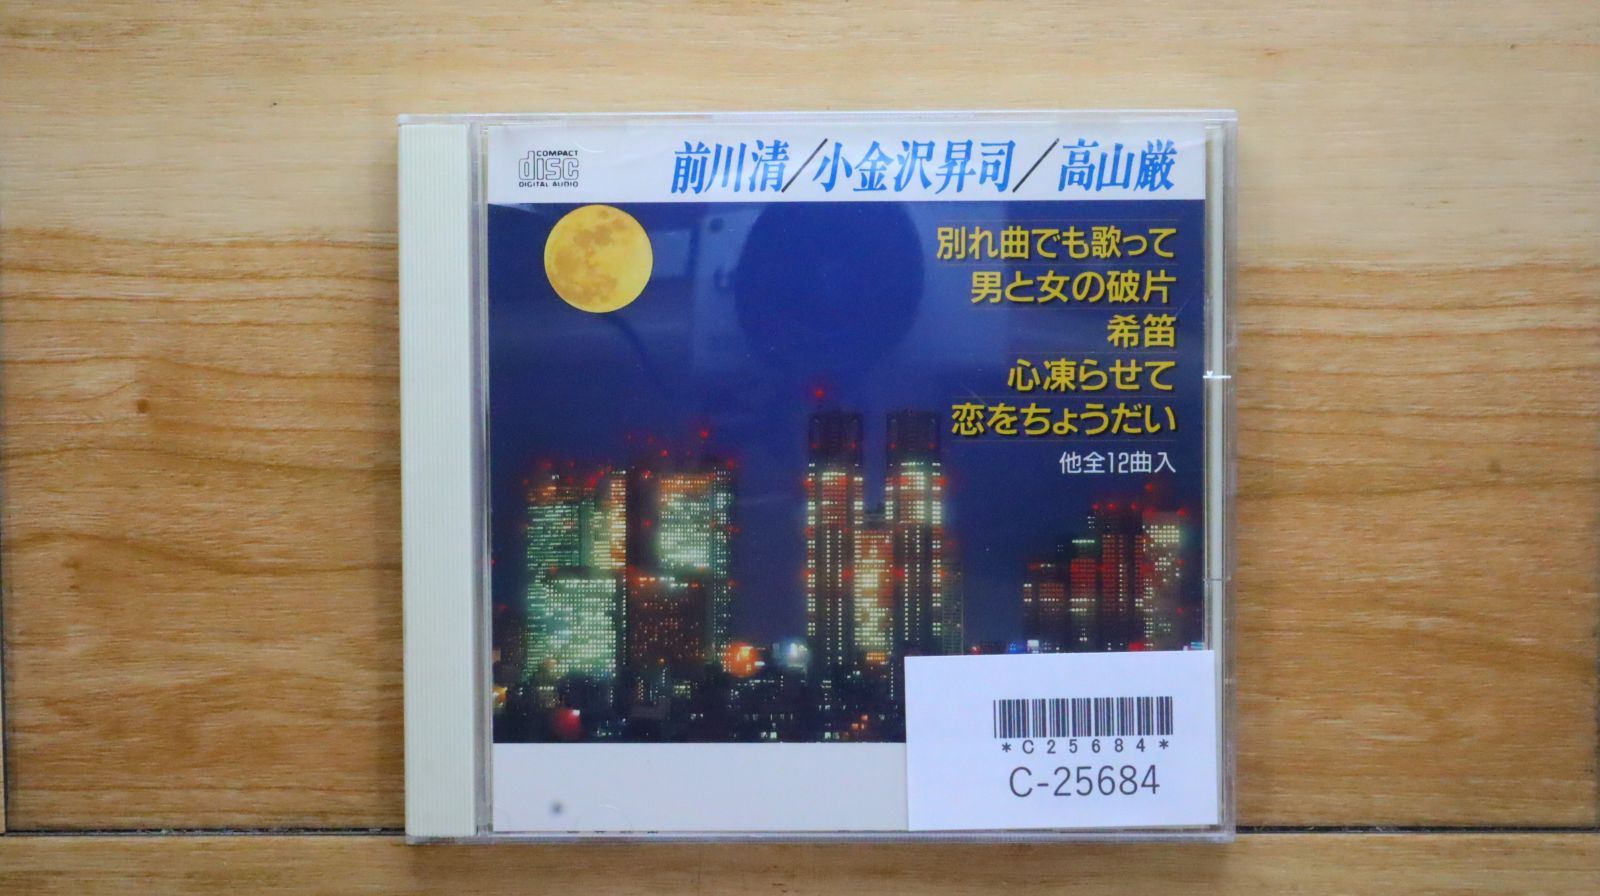 COMPACT
disc
DIGITAL AUDIO
前川清／小金沢昇司／高山厳
別れ曲でも歌って
男と女の破片
希笛
心凍らせて
恋をちょうだい
他全12曲入
*C25684*
C-25684